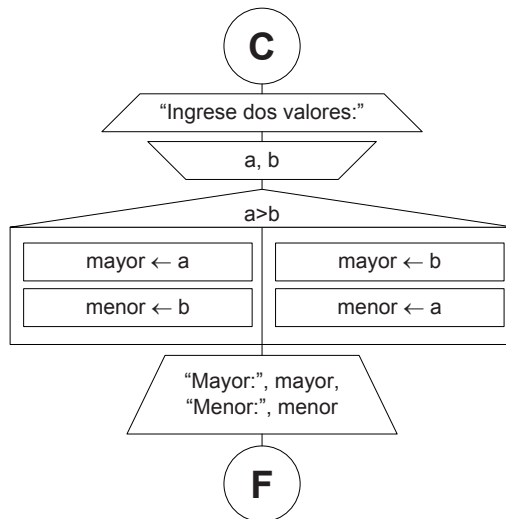 C
“Ingrese dos valores:”
a, b
a>b
mayor ← a
menor ← b
mayor ← b
menor ← a
“Mayor:”, mayor,
“Menor:”, menor
F